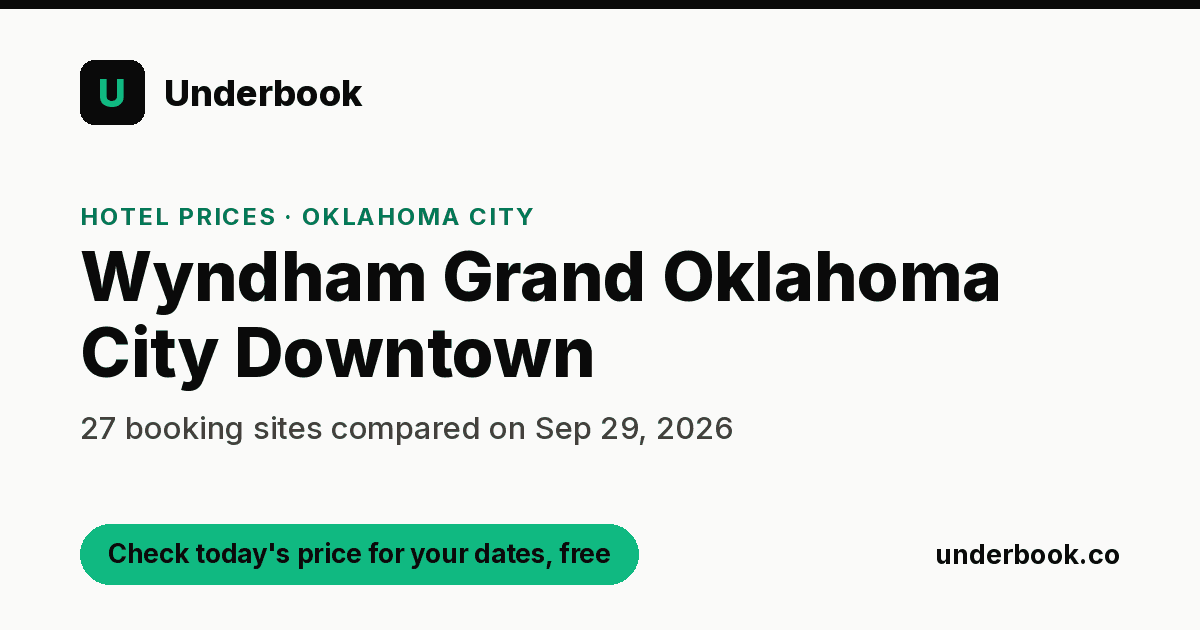 U Underbook
HOTEL PRICES · OKLAHOMA CITY
Wyndham Grand Oklahoma
City Downtown
27 booking sites compared on Sep 29, 2026
Check today's price for your dates, free
underbook.co